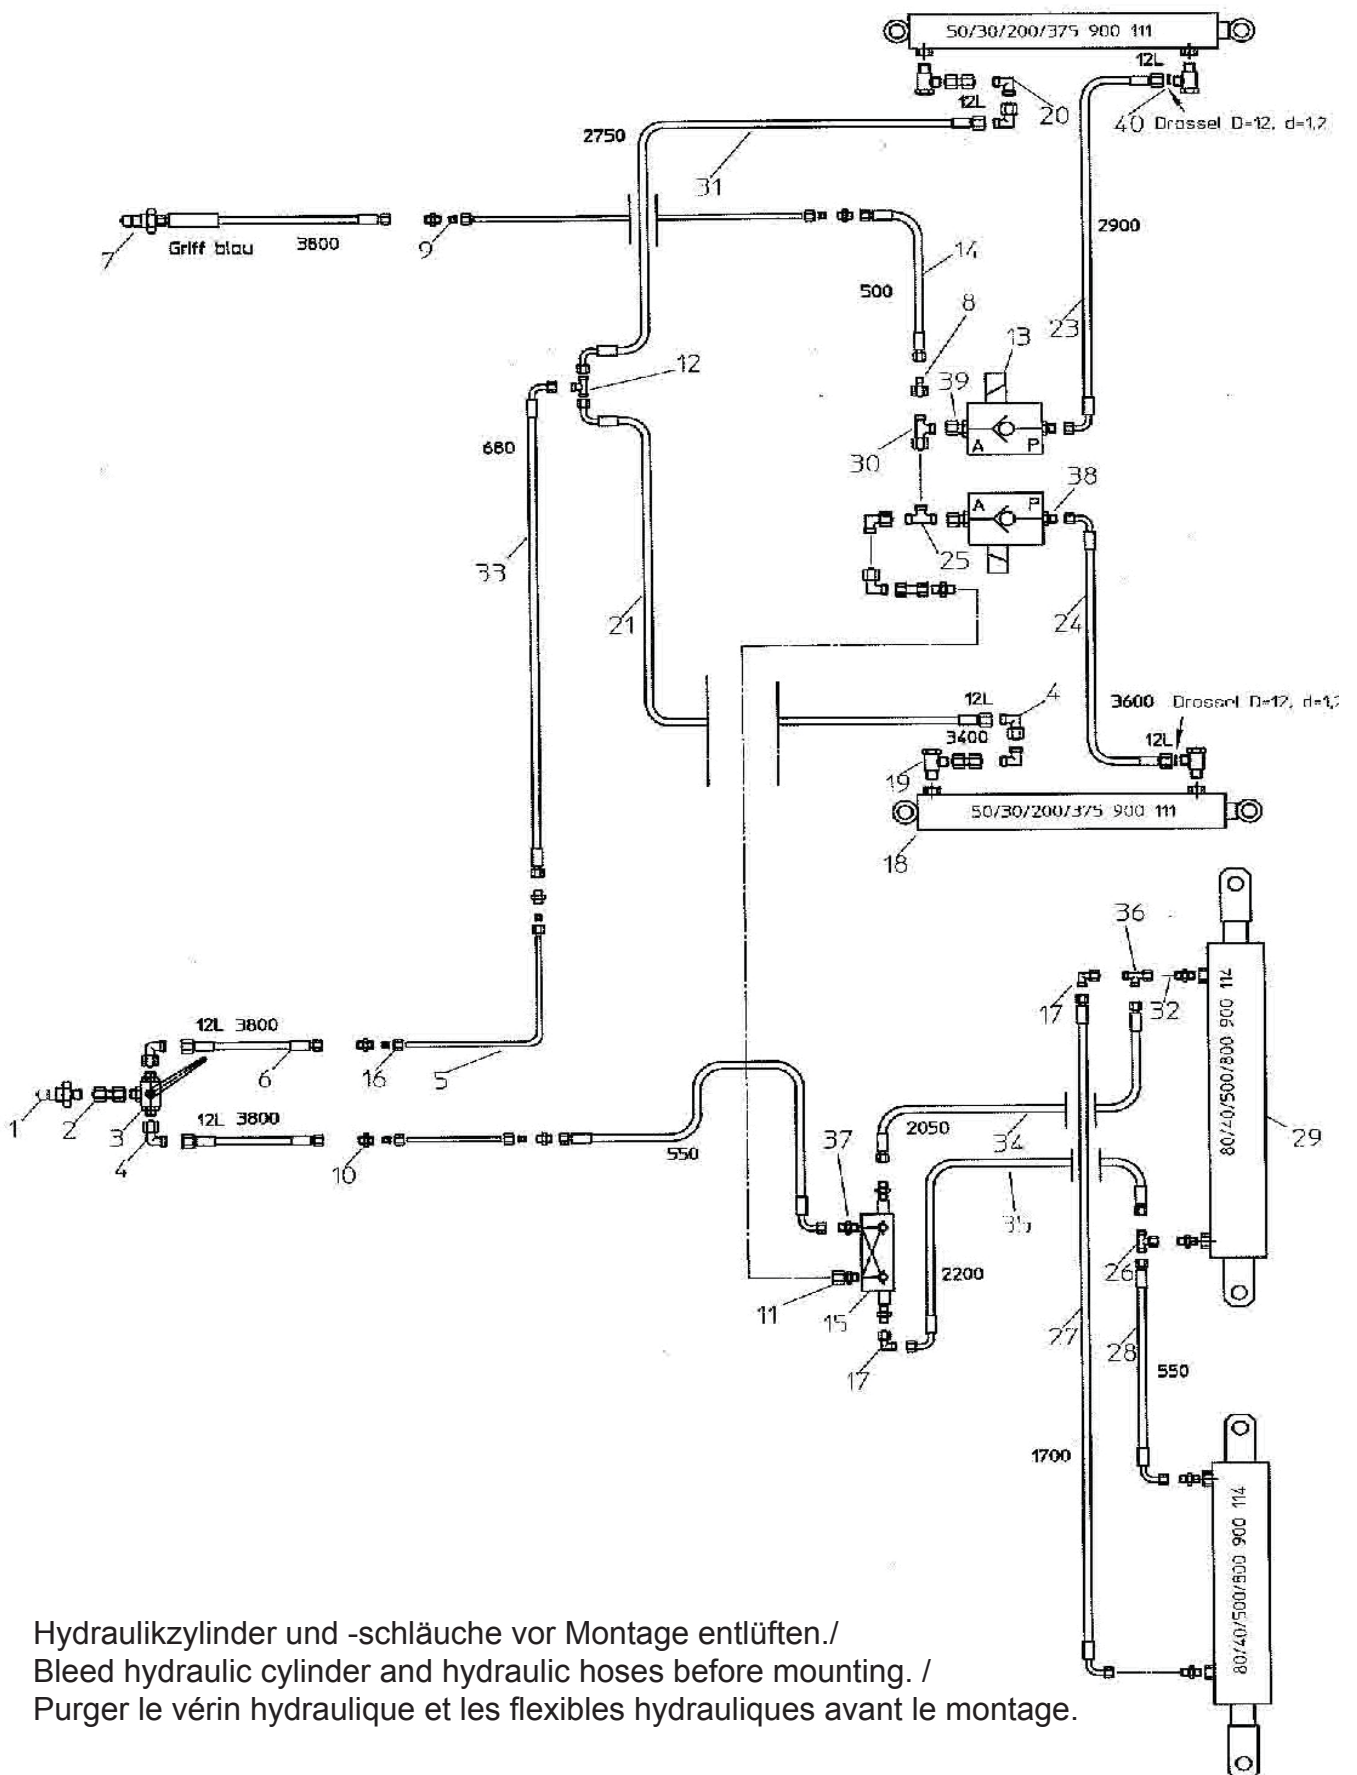 50/30/200/375 900 111
12L
12L
20
40 Drossel D=12, d=1,2
2750
31
7
Griff blau
3800
9
2900
14
500
8
23
13
12
39
A P
680
30
38
A P
25
33
21
24
12L
4
3600 Drossel D=12, d=1,2
3400
12L
19
50/30/200/375 900 111
18
36
17
32
80/40/500/800 900 114
29
12L 3800
6
16
5
1
2
3
12L 3800
4
10
550
37
2050
34
35
26
2200
11
15
17
27
28
550
1700
80/40/500/800 900 114
Hydraulikzylinder und -schläuche vor Montage entlüften./
Bleed hydraulic cylinder and hydraulic hoses before mounting. /
Purger le vérin hydraulique et les flexibles hydrauliques avant le montage.